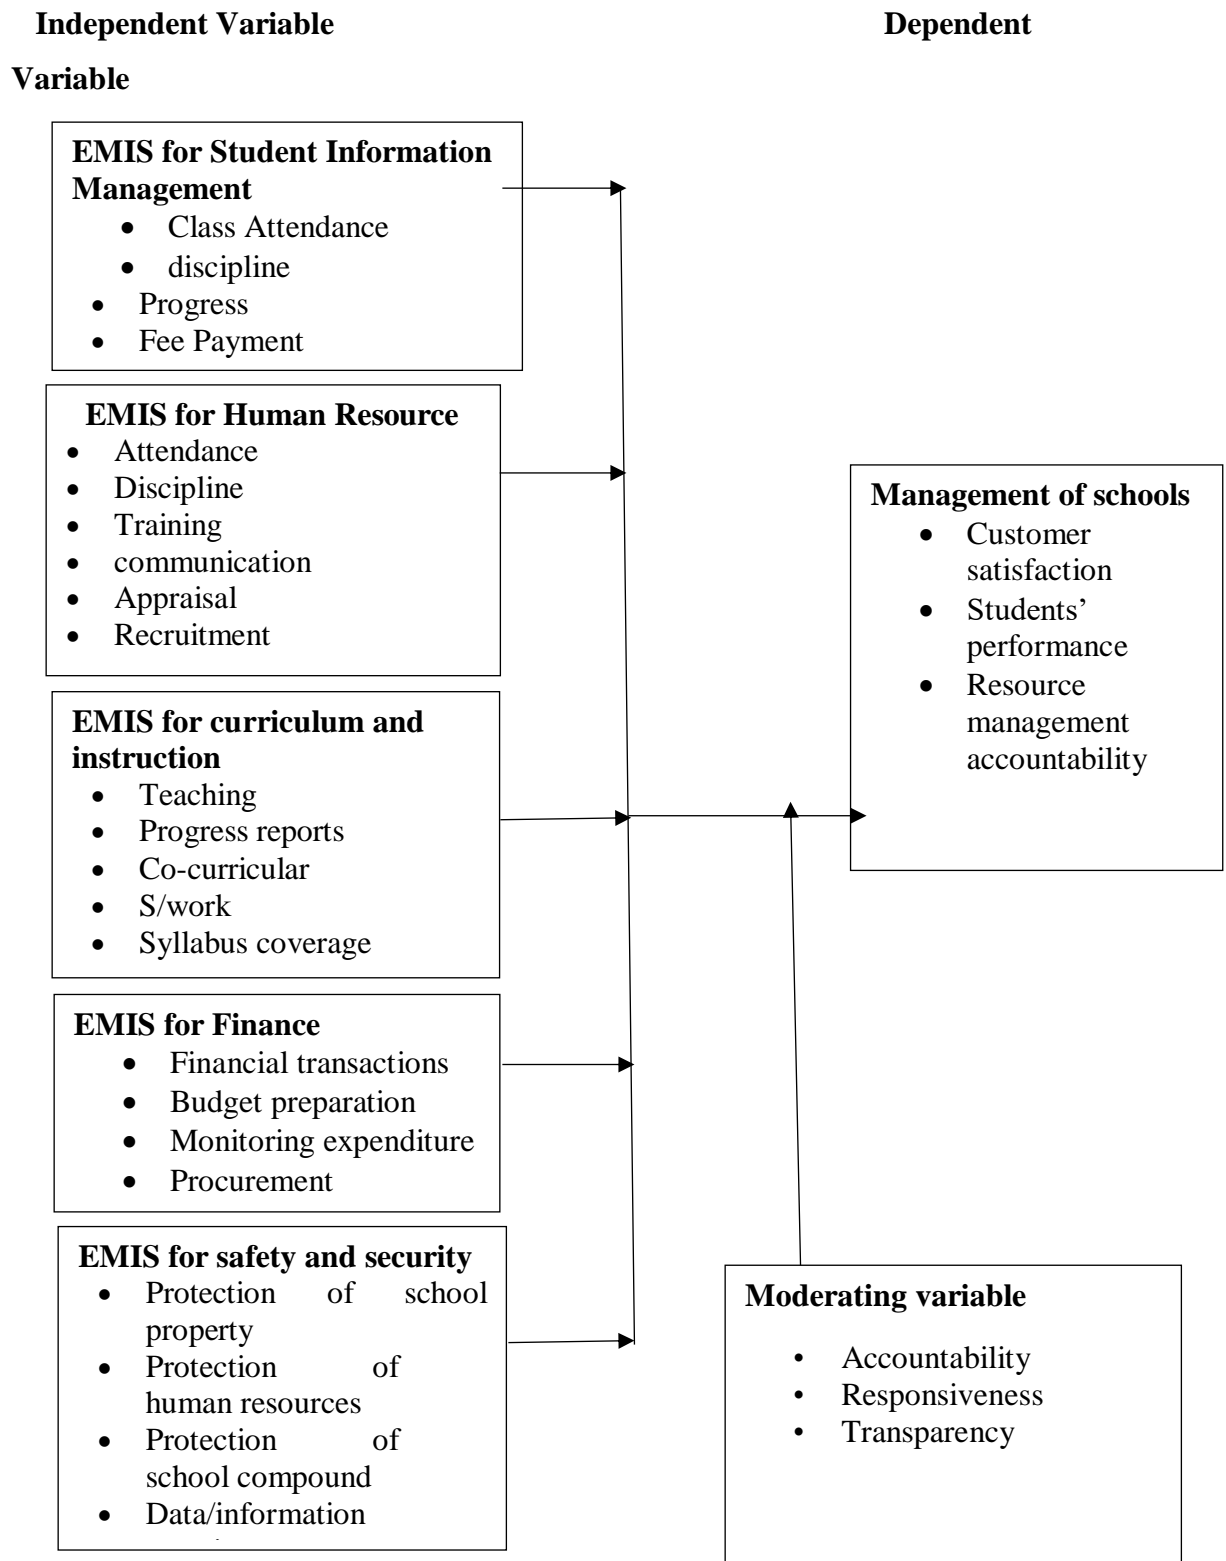 Independent Variable Dependent
Variable
EMIS for Student Information
Management
• Class Attendance
• discipline
• Progress
• Fee Payment
EMIS for Human Resource
• Attendance
• Discipline
• Training
• communication
• Appraisal
• Recruitment
EMIS for curriculum and
instruction
• Teaching
• Progress reports
• Co-curricular
• S/work
• Syllabus coverage
EMIS for Finance
• Financial transactions
• Budget preparation
• Monitoring expenditure
• Procurement
EMIS for safety and security
• Protection of school
property
• Protection of
human resources
• Protection of
school compound
• Data/information
Management of schools
• Customer
satisfaction
• Students’
performance
• Resource
management
accountability
Moderating variable
• Accountability
• Responsiveness
• Transparency